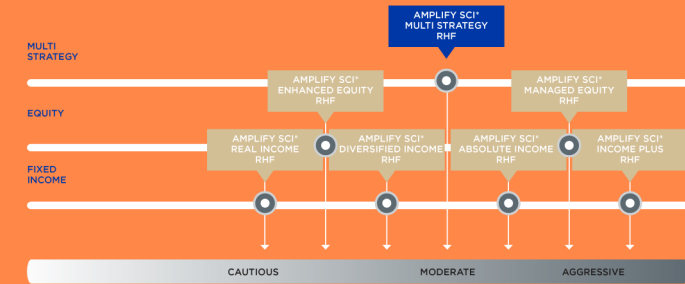 AMPLIFY SCI*
MULTI STRATEGY
RHF
MULTI
STRATEGY
AMPLIFY SCI*
ENHANCED EQUITY
RHF
AMPLIFY SCI*
MANAGED EQUITY
RHF
EQUITY
AMPLIFY SCI*
REAL INCOME
RHF
AMPLIFY SCI*
DIVERSIFIED INCOME
RHF
AMPLIFY SCI*
ABSOLUTE INCOME
RHF
AMPLIFY SCI*
INCOME PLUS
RHF
FIXED
INCOME
CAUTIOUS
MODERATE
AGGRESSIVE